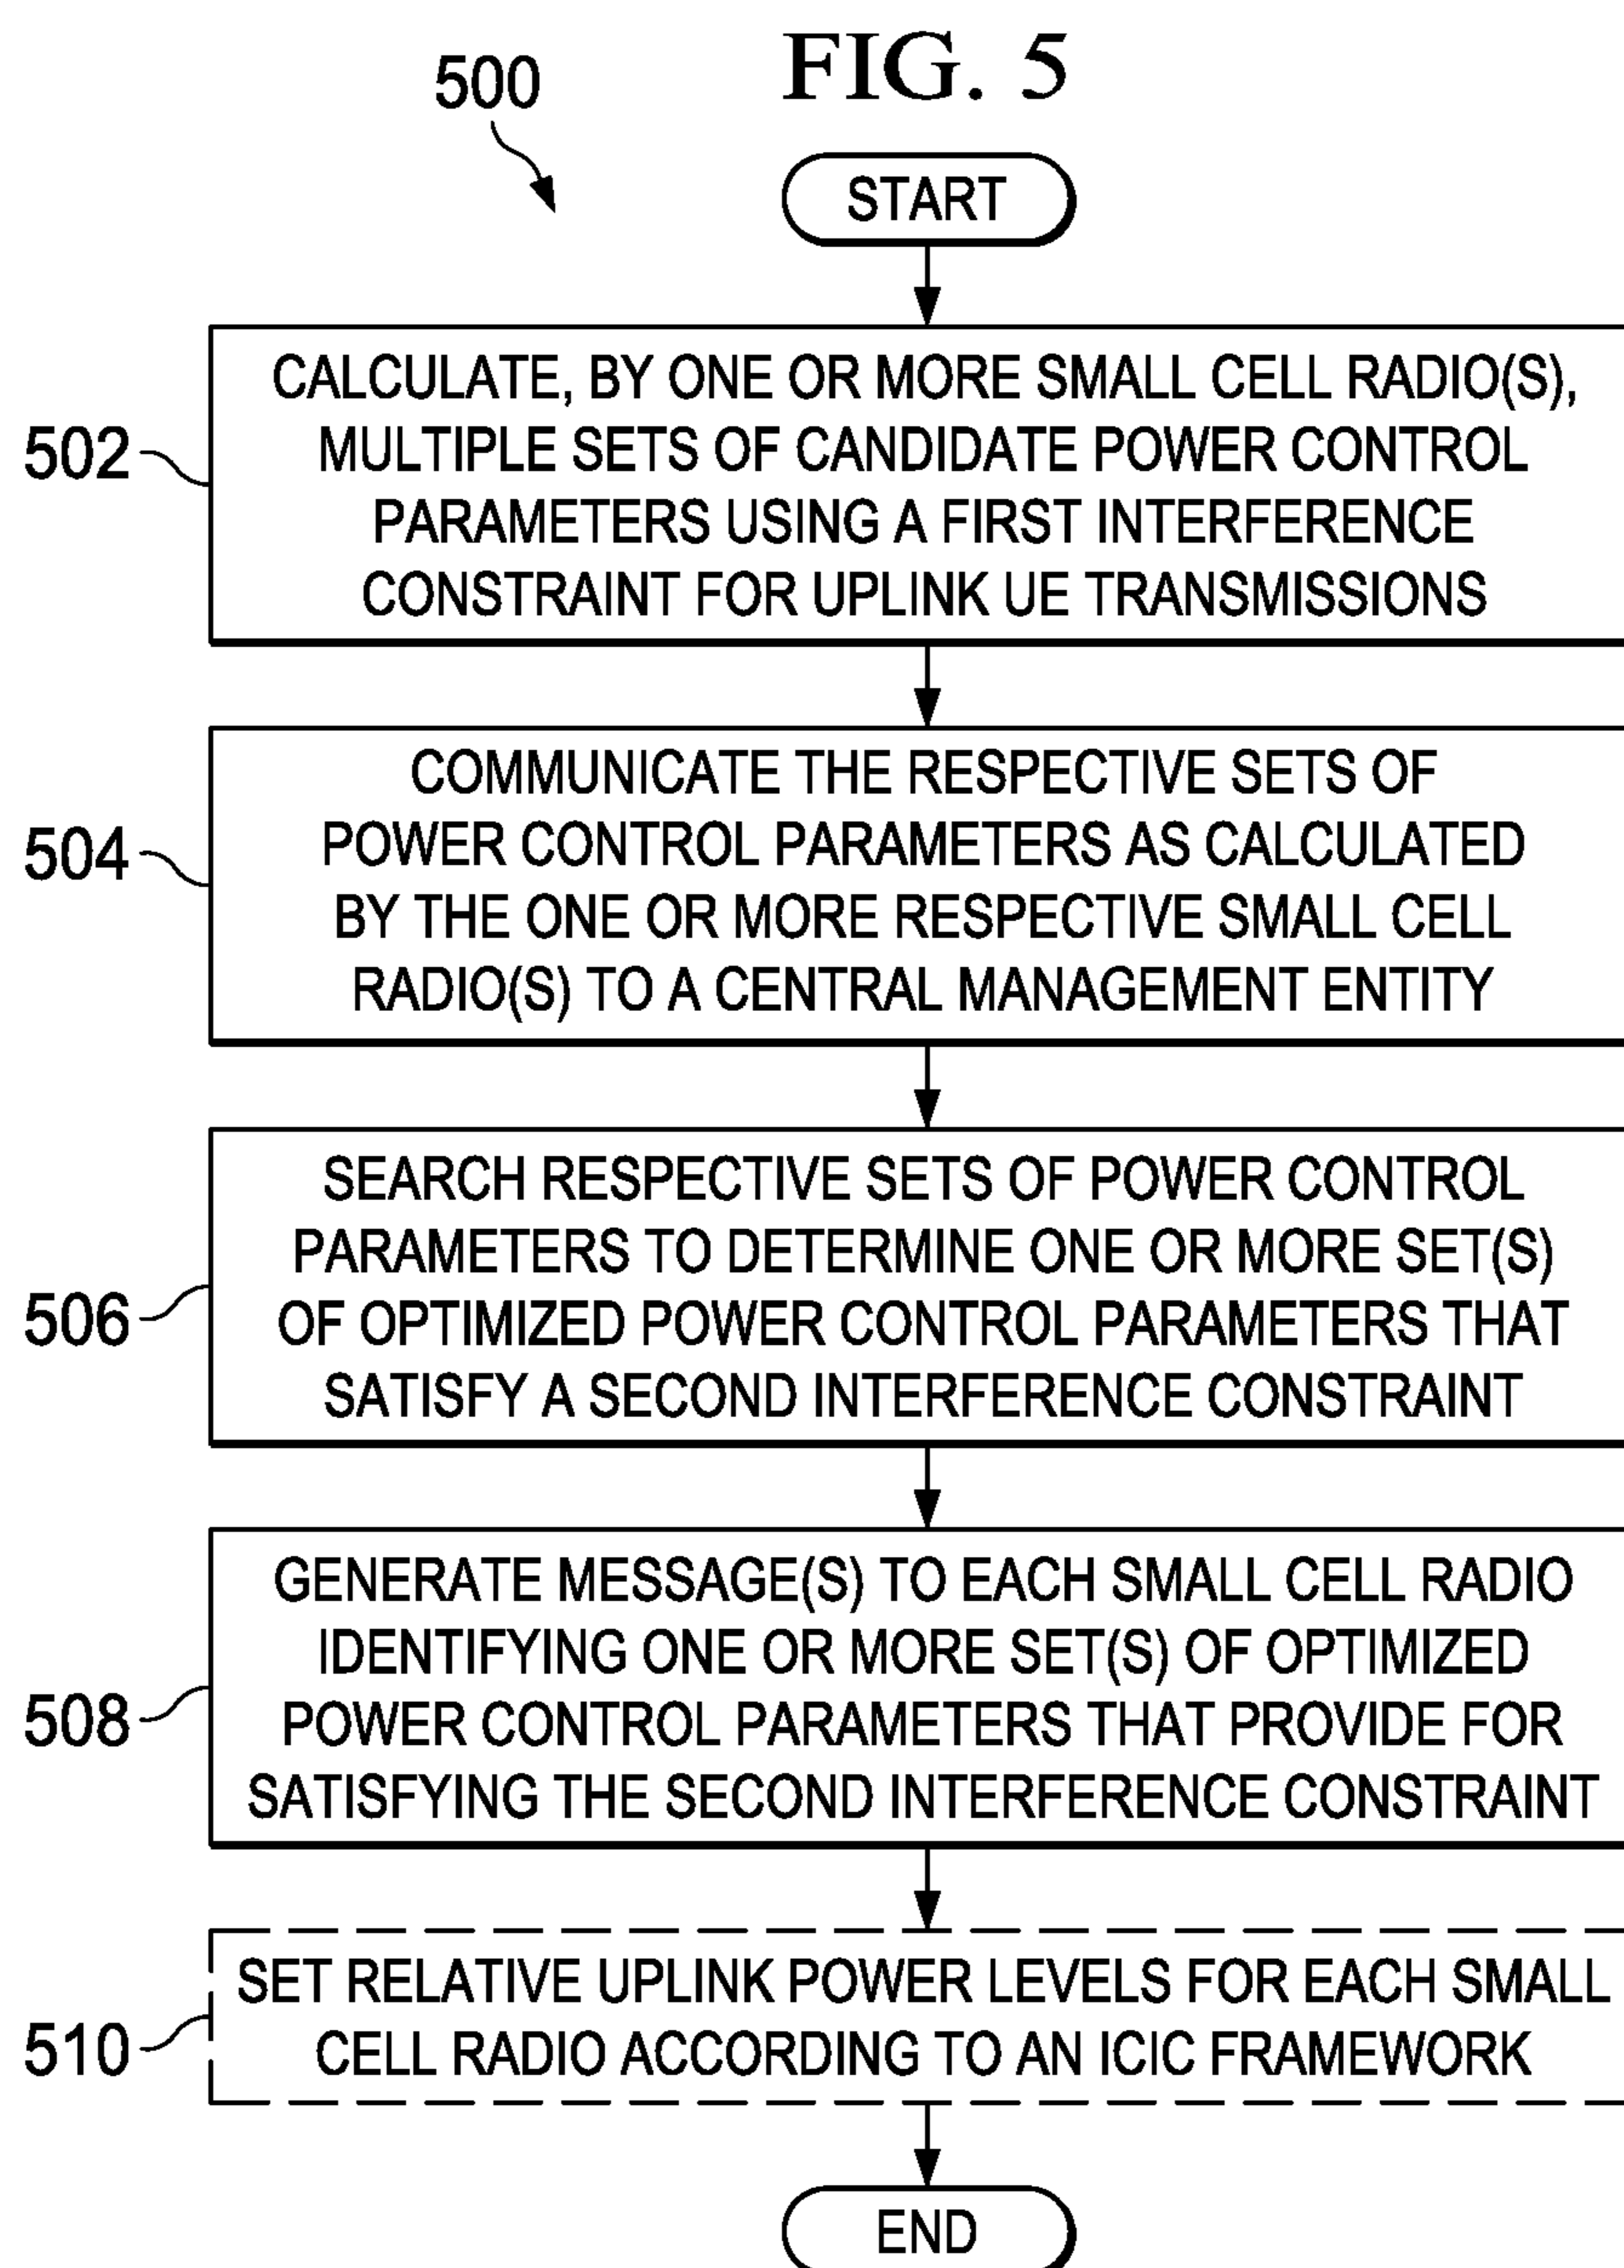 FIG. 5
500
START
502
CALCULATE, BY ONE OR MORE SMALL CELL RADIO(S),
MULTIPLE SETS OF CANDIDATE POWER CONTROL
PARAMETERS USING A FIRST INTERFERENCE
CONSTRAINT FOR UPLINK UE TRANSMISSIONS
504
COMMUNICATE THE RESPECTIVE SETS OF
POWER CONTROL PARAMETERS AS CALCULATED
BY THE ONE OR MORE RESPECTIVE SMALL CELL
RADIO(S) TO A CENTRAL MANAGEMENT ENTITY
506
SEARCH RESPECTIVE SETS OF POWER CONTROL
PARAMETERS TO DETERMINE ONE OR MORE SET(S)
OF OPTIMIZED POWER CONTROL PARAMETERS THAT
SATISFY A SECOND INTERFERENCE CONSTRAINT
508
GENERATE MESSAGE(S) TO EACH SMALL CELL RADIO
IDENTIFYING ONE OR MORE SET(S) OF OPTIMIZED
POWER CONTROL PARAMETERS THAT PROVIDE FOR
SATISFYING THE SECOND INTERFERENCE CONSTRAINT
510
SET RELATIVE UPLINK POWER LEVELS FOR EACH SMALL
CELL RADIO ACCORDING TO AN ICIC FRAMEWORK
END